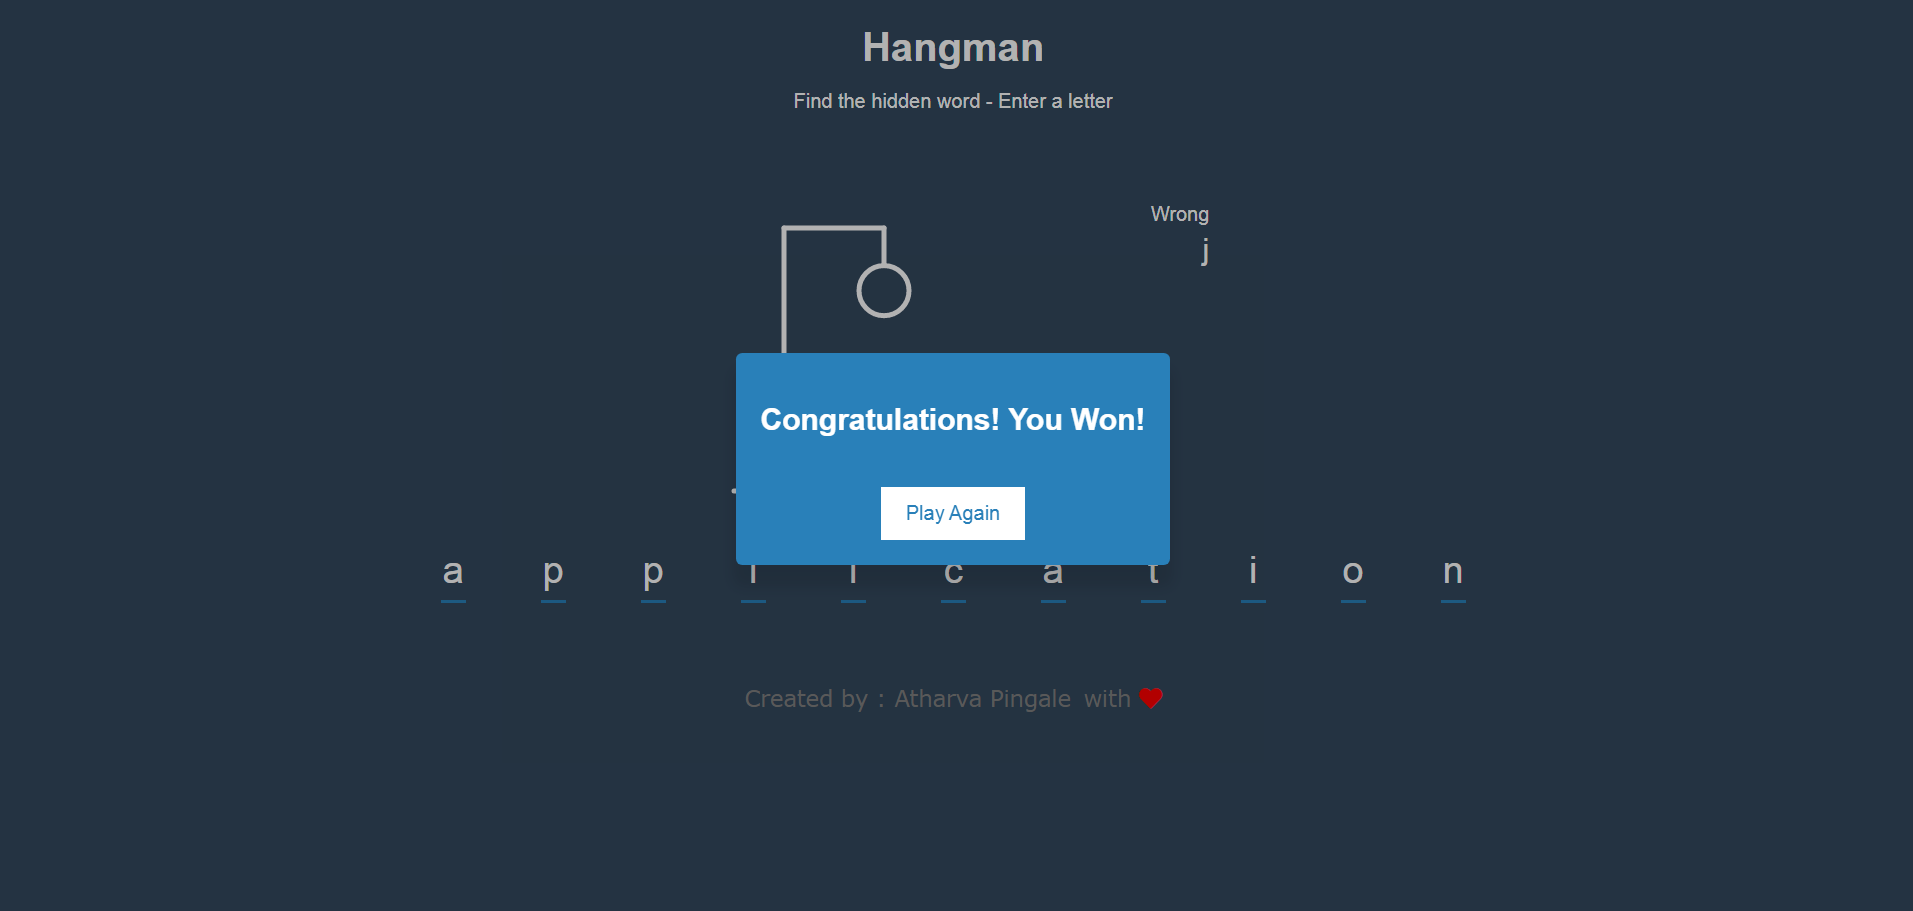 Hangman
Find the hidden word - Enter a letter
Wrong
j
Congratulations! You Won!
Play Again
a p p l i c a t i o n
Created by : Atharva Pingale with ❤